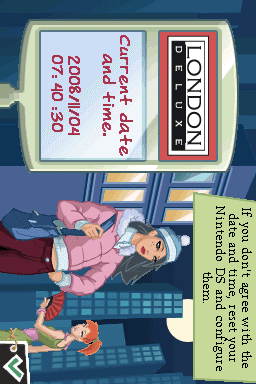 LONDON
DELUXE
Current date
and time.
2008/11/04
07:40:30
If you don't agree with the
date and time, reset your
Nintendo DS and configure
them.